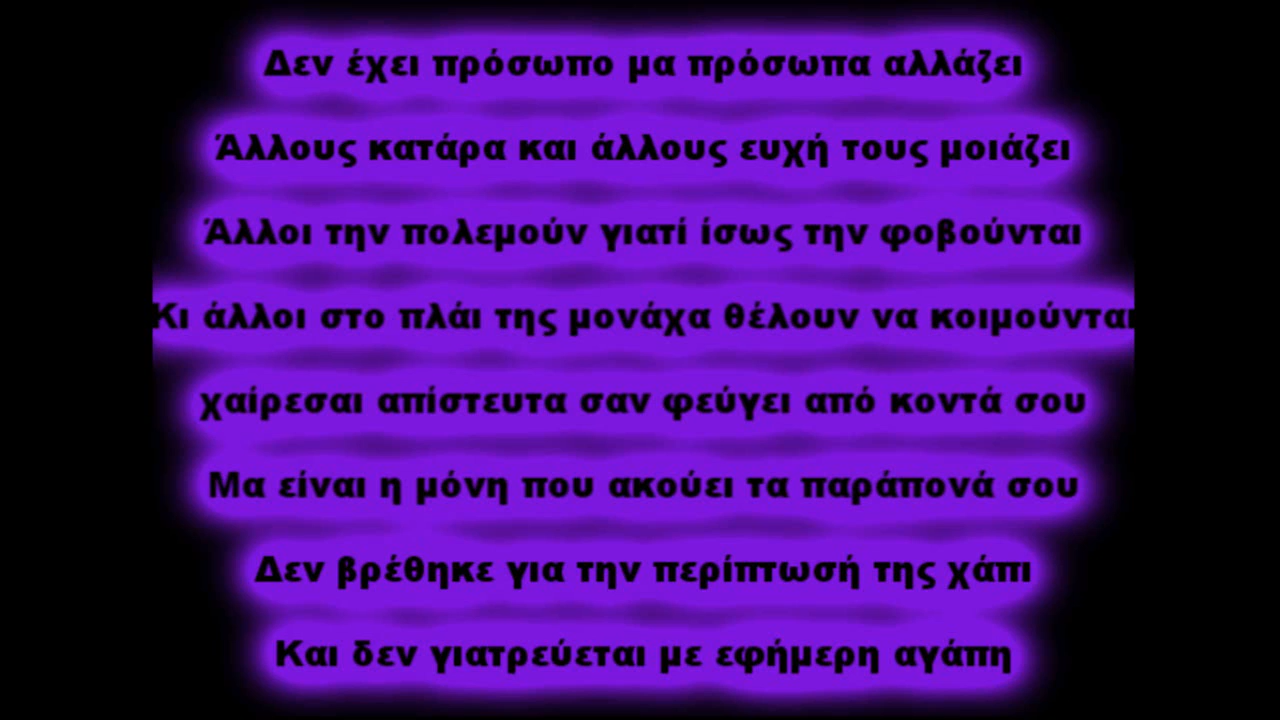 Δεν έχει πρόσωπο μα πρόσωπα αλλάζει
Άλλους κατάρα και άλλους ευχή τους μοιάζει
Άλλοι την πολεμούν γιατί ίσως την φοβούνται
Κι άλλοι στο πλάι της μονάχα θέλουν να κοιμούνται
χαίρεσαι απίστευτα σαν φεύγει από κοντά σου
Μα είναι η μόνη που ακούει τα παράπονά σου
Δεν βρέθηκε για την περίπτωσή της χάπι
Και δεν γιατρεύεται με εφήμερη αγάπη